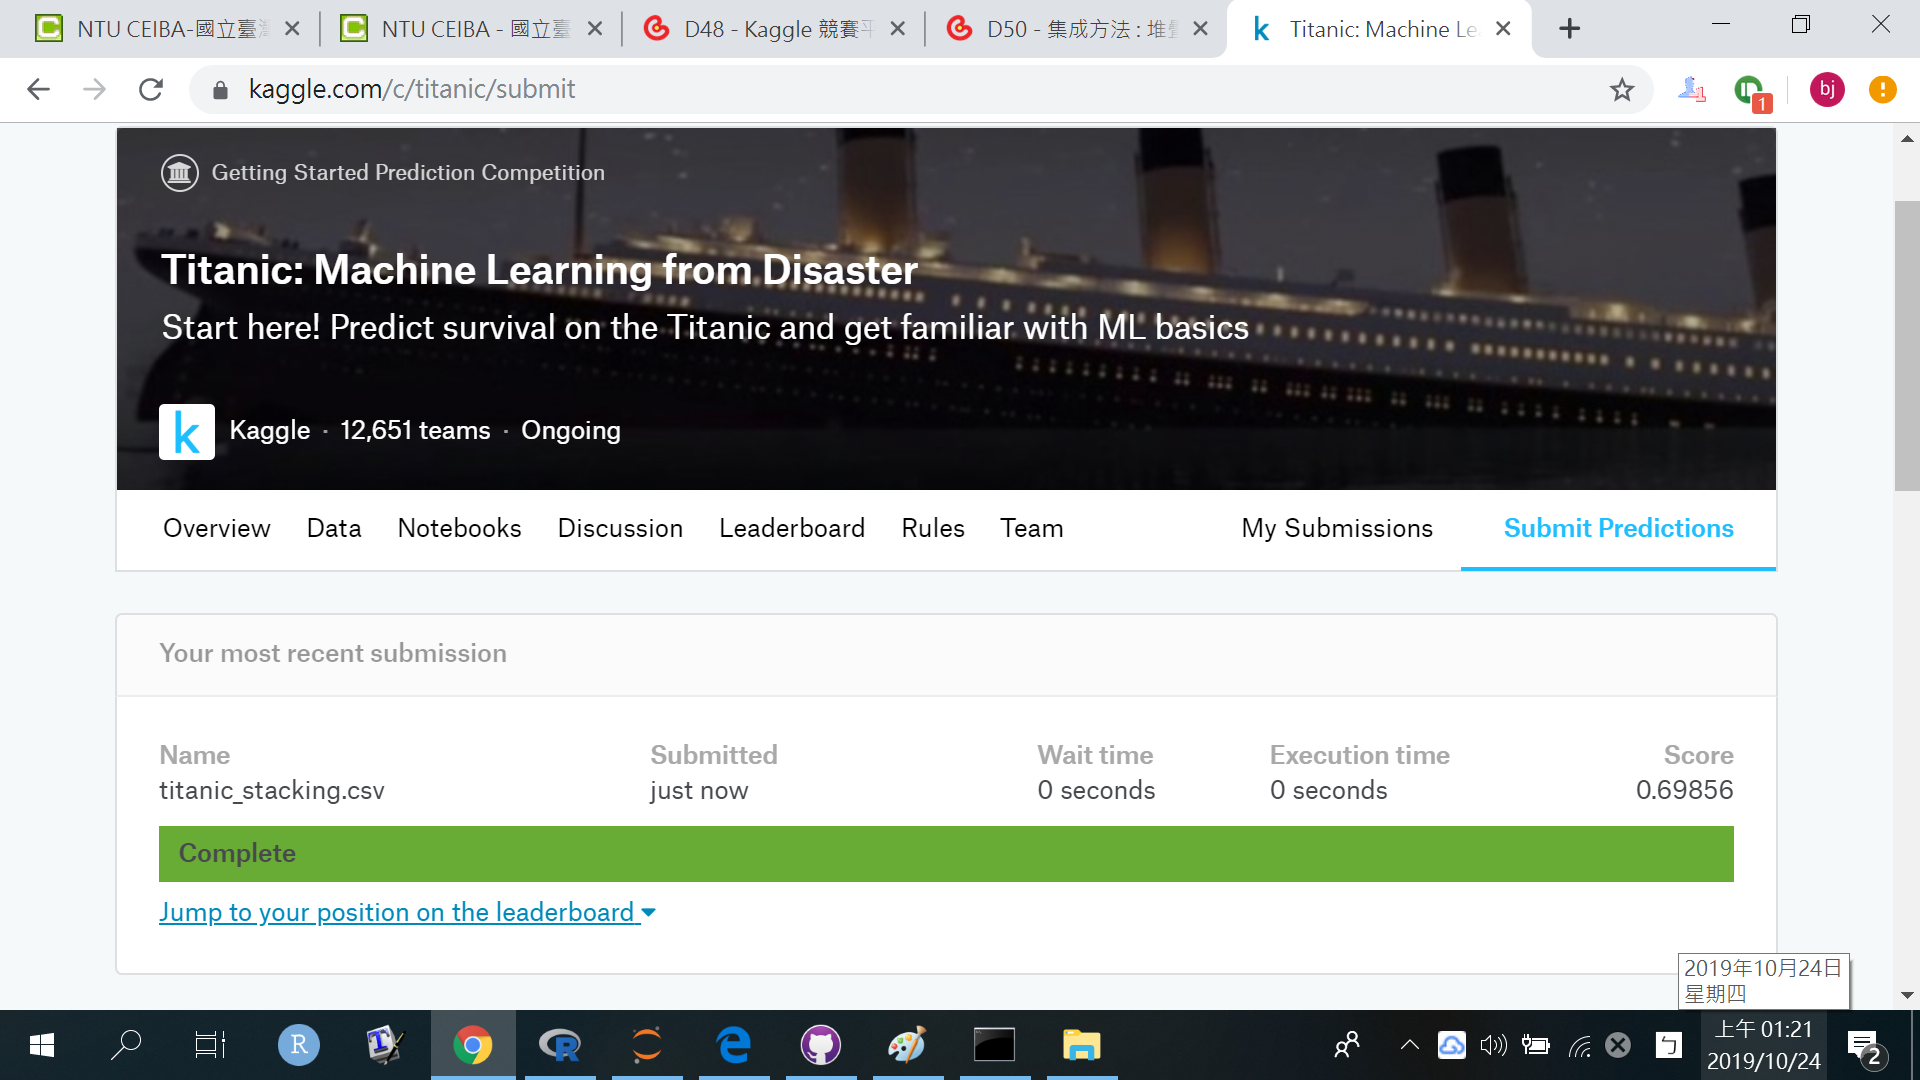 NTU CEIBA-國立臺灣
NTU CEIBA - 國立臺
D48 - Kaggle 競賽平
D50 - 集成方法 : 堆疊
Titanic: Machine Le
kaggle.com/c/titanic/submit
1
1
bj
Getting Started Prediction Competition
Titanic: Machine Learning from Disaster
Start here! Predict survival on the Titanic and get familiar with ML basics
k Kaggle · 12,651 teams · Ongoing
Overview Data Notebooks Discussion Leaderboard Rules Team My Submissions Submit Predictions
Your most recent submission
Name Submitted Wait time Execution time Score
titanic_stacking.csv just now 0 seconds 0 seconds 0.69856
Complete
Jump to your position on the leaderboard
2019年10月24日
星期四
上午 01:21
2019/10/24
ㄅ
2